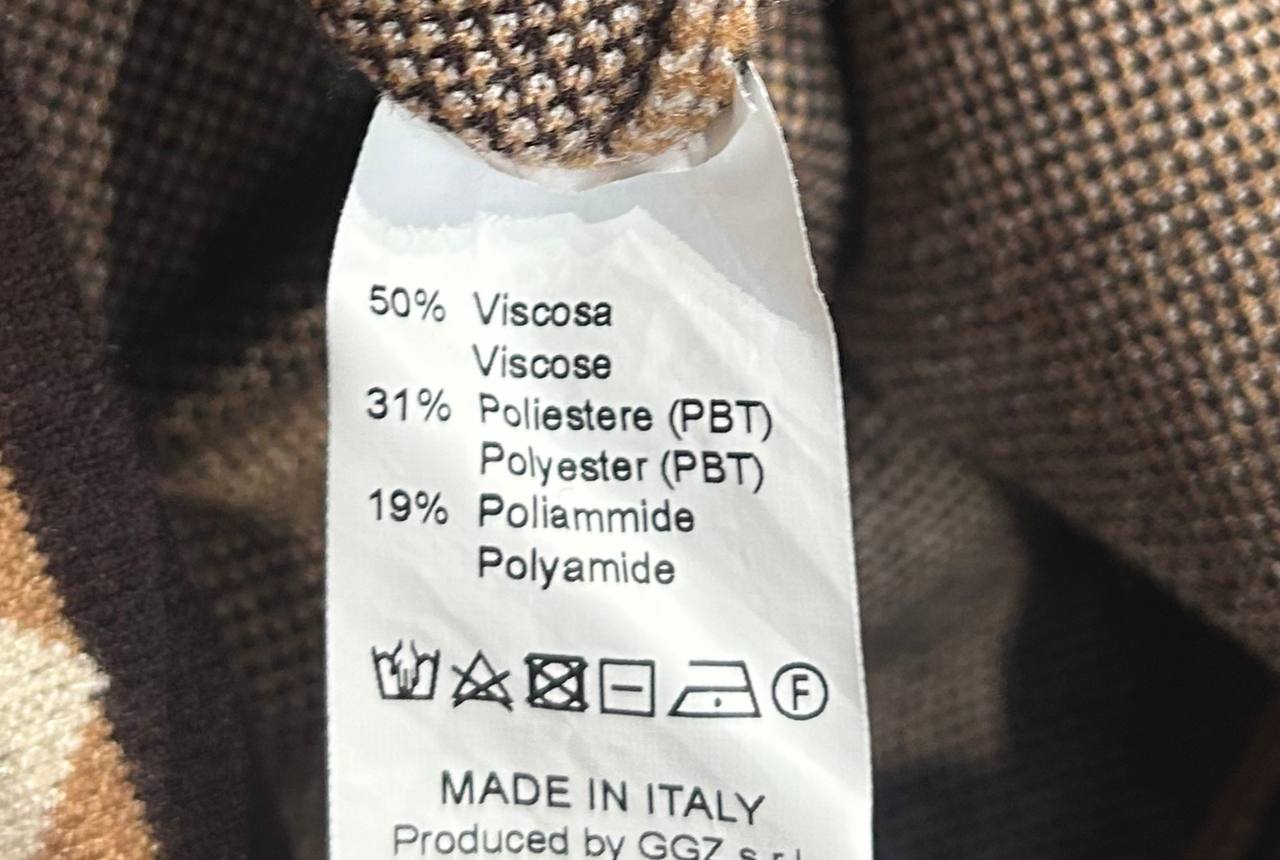 50% Viscosa
Viscose
31% Poliestere (PBT)
Polyester (PBT)
19% Poliammide
Polyamide
F
MADE IN ITALY
Produced by GGZ s.r.l.